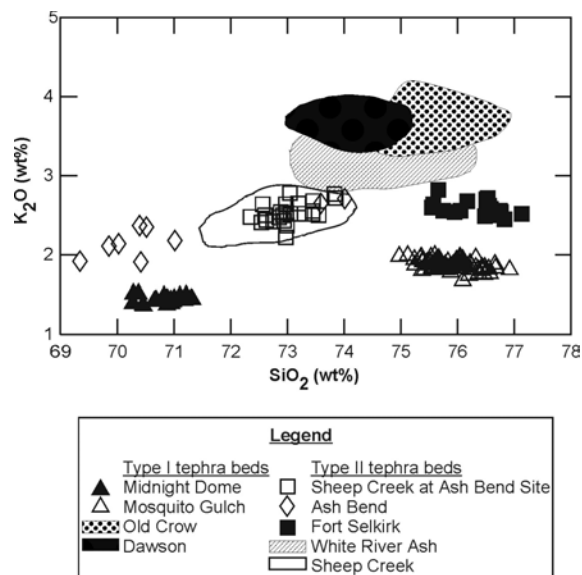 5
4
3
2
1
K2O (wt%)
69 70 71 72 73 74 75 76 77 78
SiO2 (wt%)
Legend
Type I tephra beds
Midnight Dome
Mosquito Gulch
Old Crow
Dawson
Type II tephra beds
Sheep Creek at Ash Bend Site
Ash Bend
Fort Selkirk
White River Ash
Sheep Creek